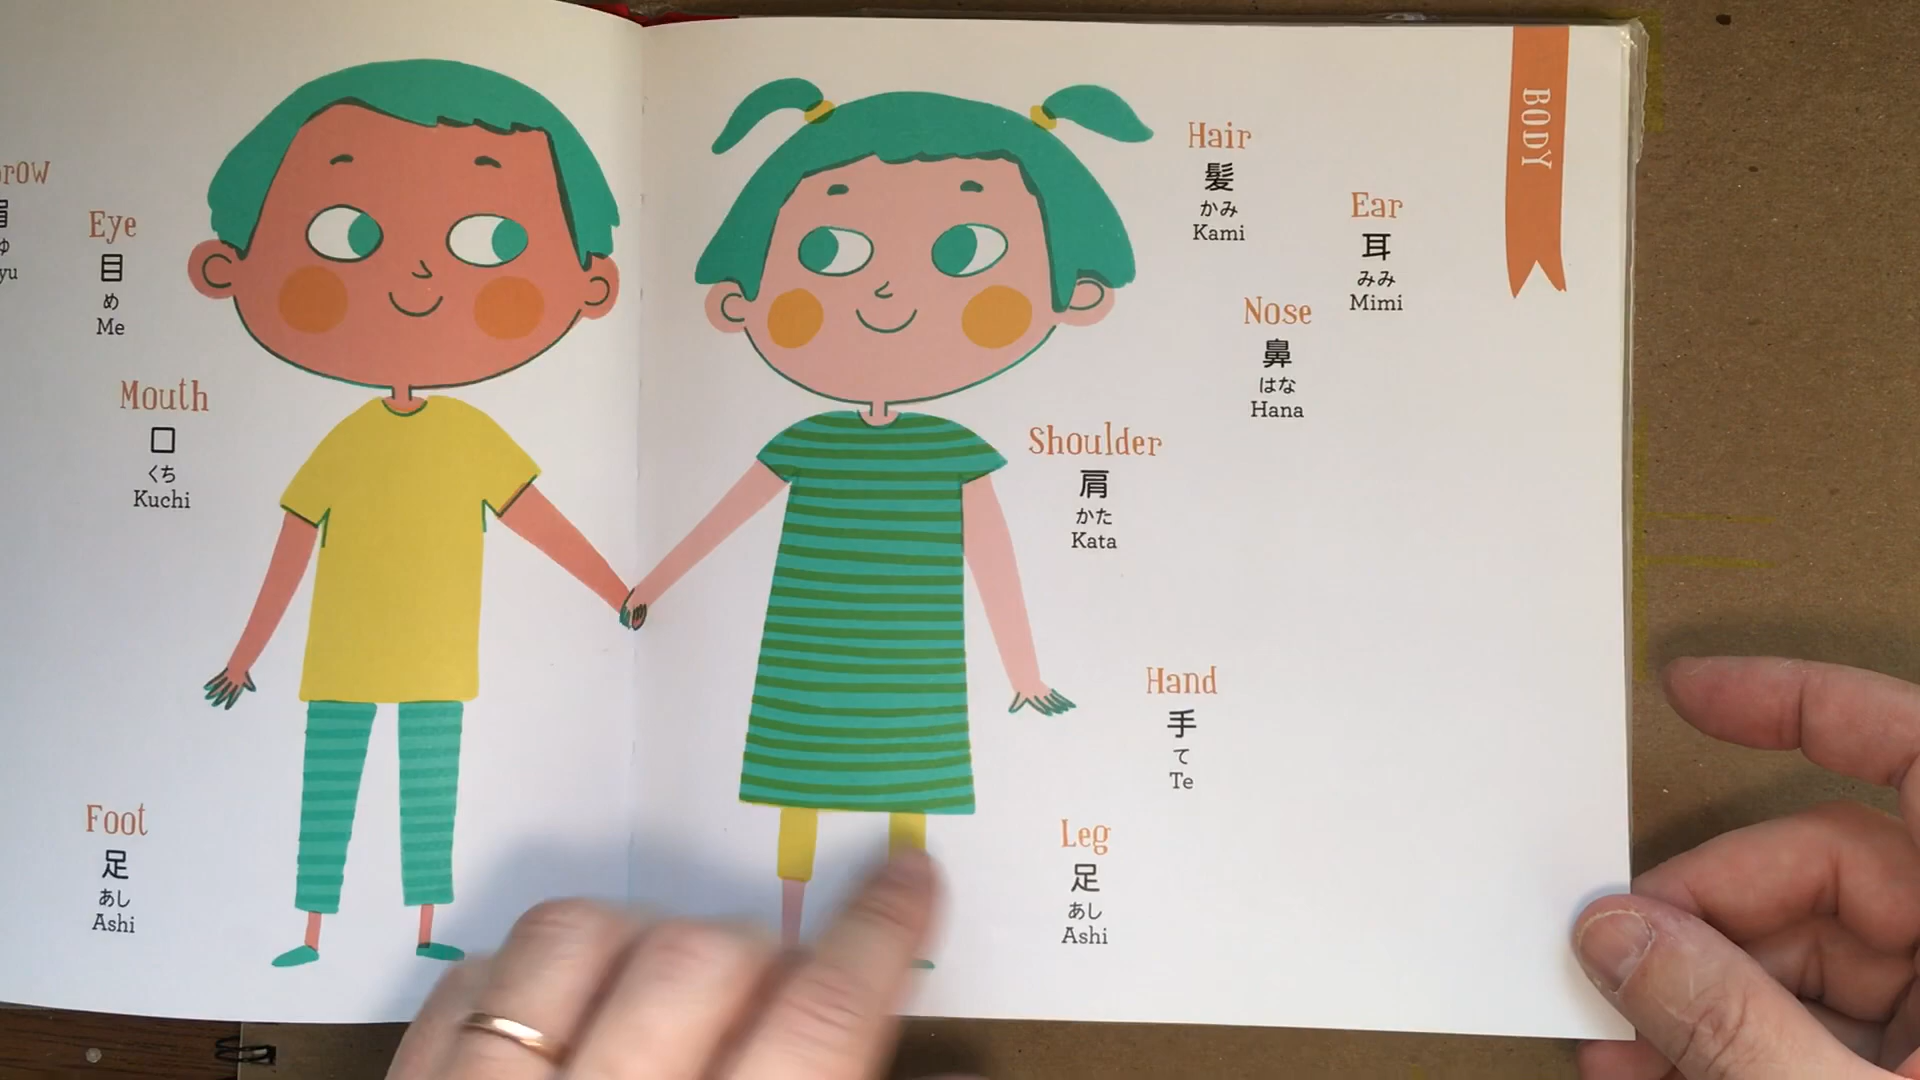 Eye
目
め
Me
Mouth
口
くち
Kuchi
Foot
足
あし
Ashi
Hair
髪
かみ
Kami
Ear
耳
みみ
Mimi
Nose
鼻
はな
Hana
Shoulder
肩
かた
Kata
Hand
手
て
Te
Leg
足
あし
Ashi
BODY